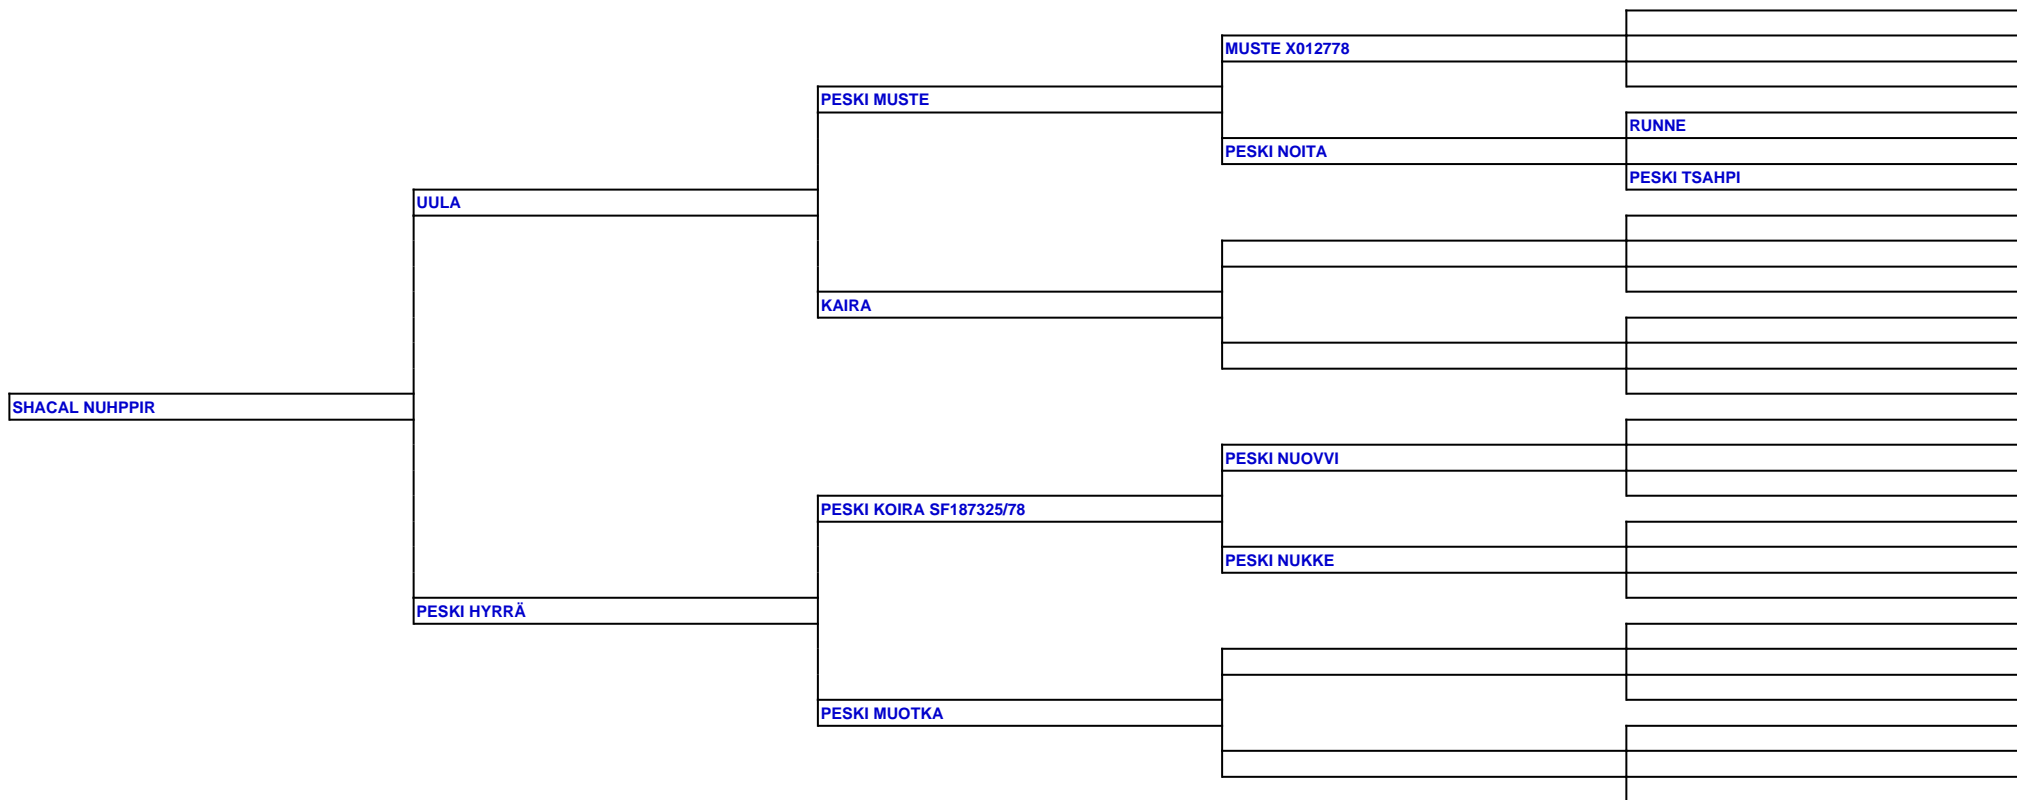 MUSTE X012778
PESKI MUSTE
RUNNE
PESKI NOITA
PESKI TSAHPI
UULA
KAIRA
SHACAL NUHPPIR
PESKI NUOVVI
PESKI KOIRA SF187325/78
PESKI NUKKE
PESKI HYRRÄ
PESKI MUOTKA